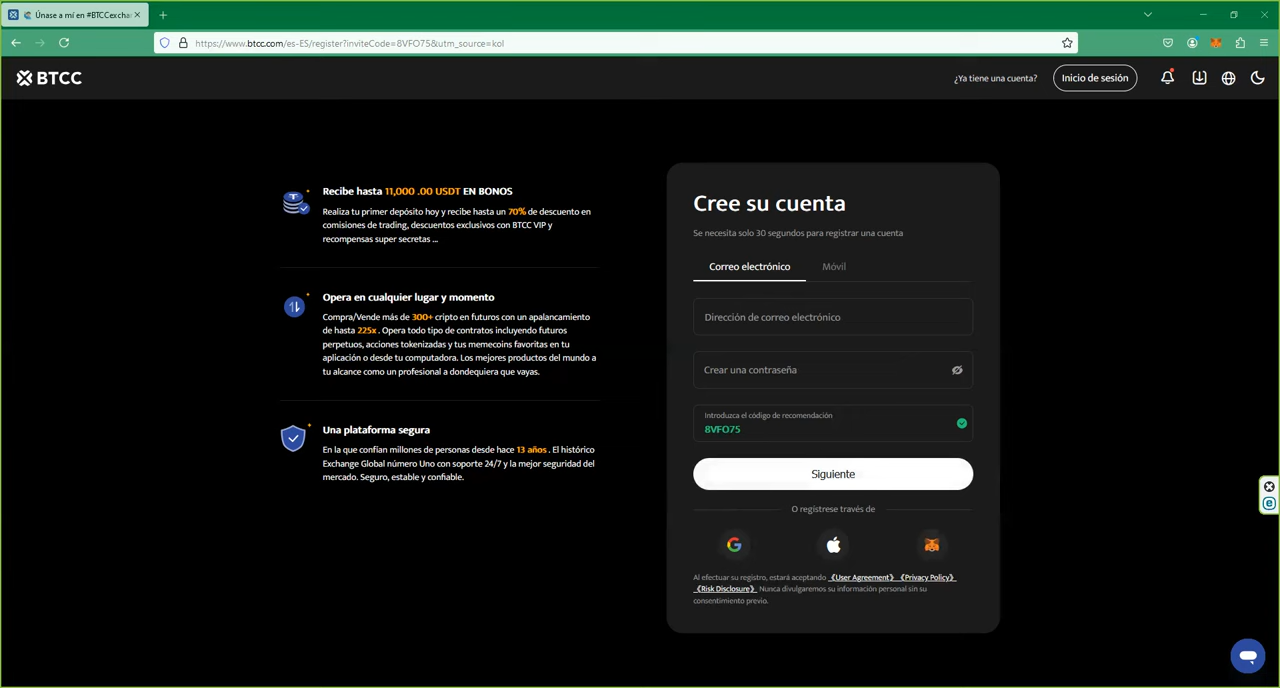 Únase a mí en #BTCCexchan
https://www.btcc.com/es-ES/register?inviteCode=8VFO75&utm_source=kol
BTCC
¿Ya tiene una cuenta?
Inicio de sesión
Recibe hasta 11,000 .00 USDT EN BONOS
Realiza tu primer depósito hoy y recibe hasta un 70% de descuento en
comisiones de trading, descuentos exclusivos con BTCC VIP y
recompensas super secretas ...
Opera en cualquier lugar y momento
Compra/Vende más de 300+ cripto en futuros con un apalancamiento
de hasta 225x . Opera todo tipo de contratos incluyendo futuros
perpetuos, acciones tokenizadas y tus memecoins favoritas en tu
aplicación o desde tu computadora. Los mejores productos del mundo a
tu alcance como un profesional a dondequiera que vayas.
Una plataforma segura
En la que confían millones de personas desde hace 13 años . El histórico
Exchange Global número Uno con soporte 24/7 y la mejor seguridad del
mercado. Seguro, estable y confiable.
Cree su cuenta
Se necesita solo 30 segundos para registrar una cuenta
Correo electrónico
Móvil
Dirección de correo electrónico
Crear una contraseña
Introduzca el código de recomendación
8VFO75
Siguiente
O regístrese través de
Al efectuar su registro, estará aceptando 《User Agreement》 《Privacy Policy》
《Risk Disclosure》 Nunca divulgaremos su información personal sin su
consentimiento previo.